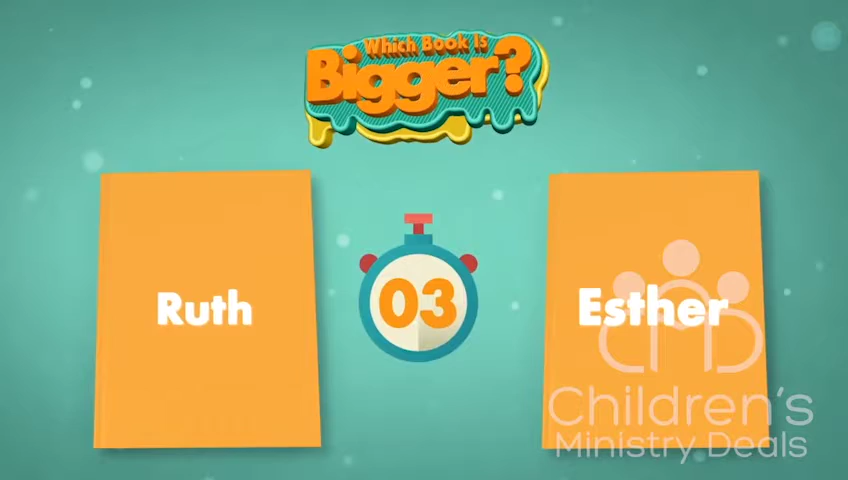 Which Book Is
Bigger?
Ruth
03
Esther
Children's
Ministry Deals